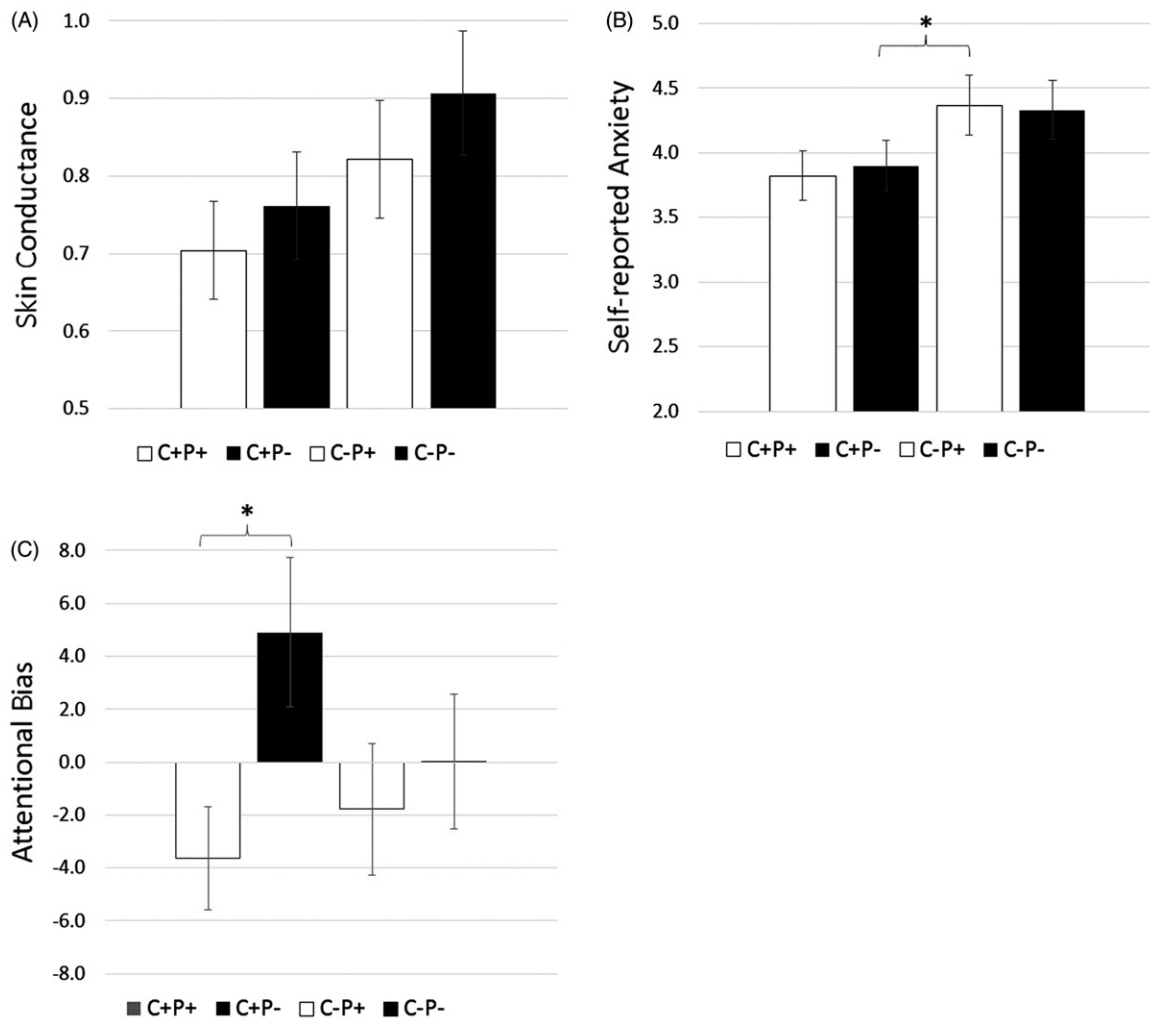 (A)
1.0
0.9
0.8
0.7
0.6
0.5
Skin Conductance
C+P+ C+P- C-P+ C-P-
(B)
*
5.0
4.5
4.0
3.5
3.0
2.5
2.0
Self-reported Anxiety
C+P+ C+P- C-P+ C-P-
(C)
*
8.0
6.0
4.0
2.0
0.0
-2.0
-4.0
-6.0
-8.0
Attentional Bias
C+P+ C+P- C-P+ C-P-